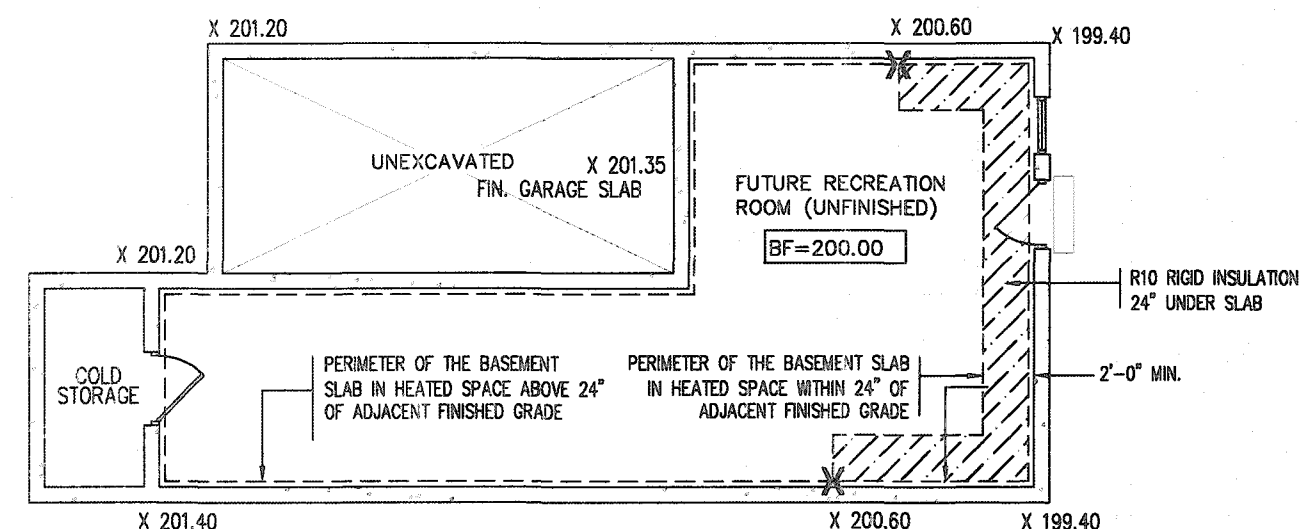 X 201.20
X 200.60
X 199.40
UNEXCAVATED
X 201.35
FIN. GARAGE SLAB
FUTURE RECREATION
ROOM (UNFINISHED)
BF=200.00
X 201.20
R10 RIGID INSULATION
24" UNDER SLAB
COLD
STORAGE
PERIMETER OF THE BASEMENT
SLAB IN HEATED SPACE ABOVE 24"
OF ADJACENT FINISHED GRADE
PERIMETER OF THE BASEMENT SLAB
IN HEATED SPACE WITHIN 24" OF
ADJACENT FINISHED GRADE
2'-0" MIN.
X 201.40
X 200.60
X 199.40